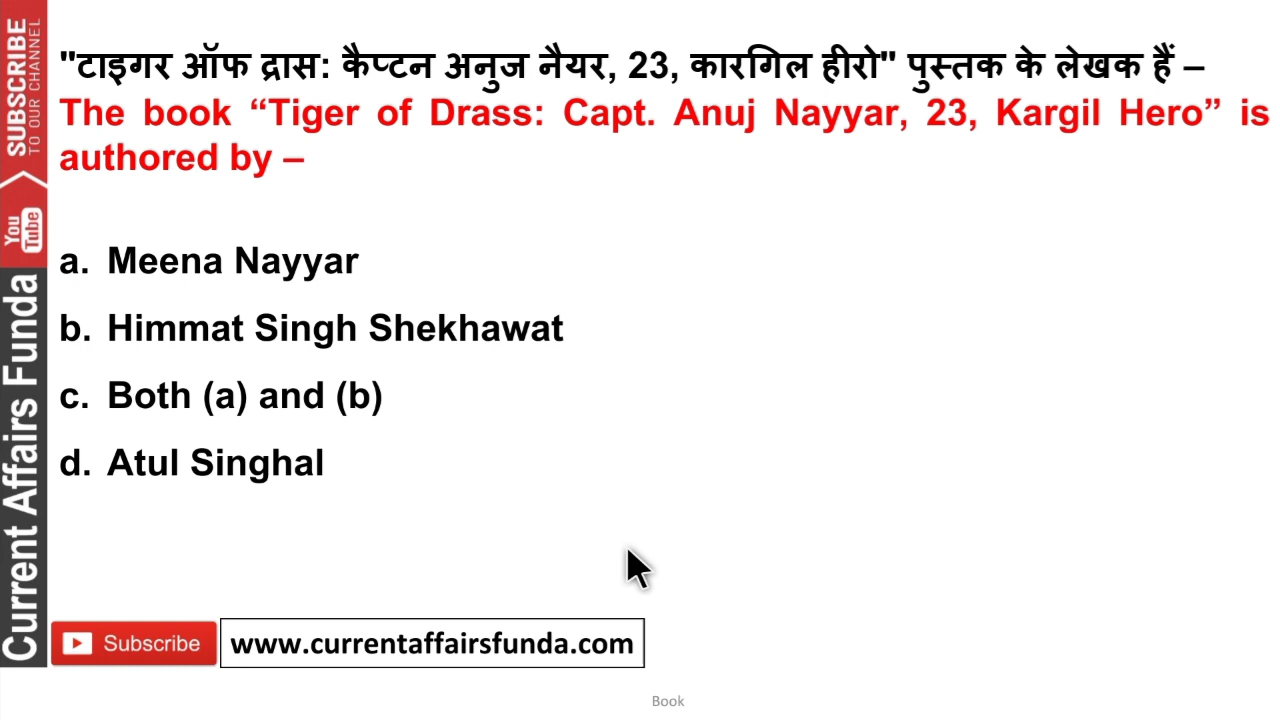 "टाइगर ऑफ द्रास: कैप्टन अनुज नैयर, 23, कारगिल हीरो" पुस्तक के लेखक हैं –
The book “Tiger of Drass: Capt. Anuj Nayyar, 23, Kargil Hero” is
authored by –
a. Meena Nayyar
b. Himmat Singh Shekhawat
c. Both (a) and (b)
d. Atul Singhal
SUBSCRIBE
TO OUR CHANNEL
You
Tube
Current Affairs Funda
Subscribe
www.currentaffairsfunda.com
Book